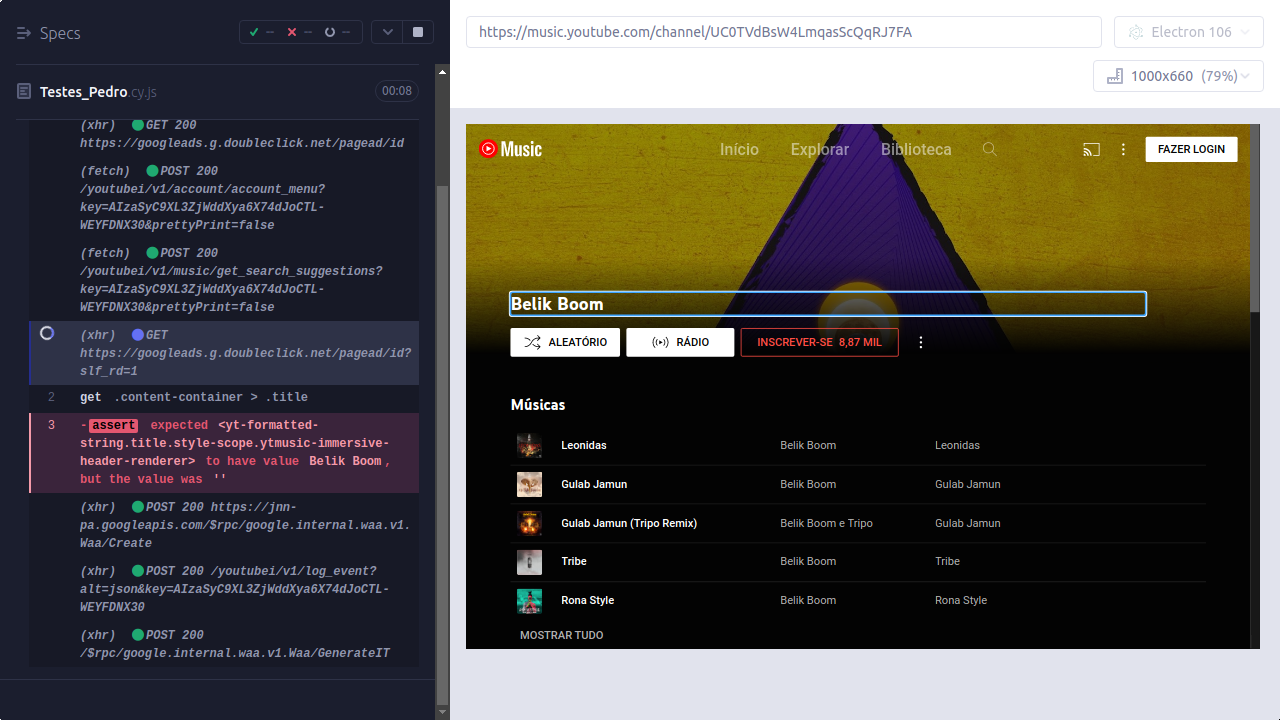 Specs
-- -- --
Testes_Pedro.cy.js
00:08
(xhr) GET 200
https://googleads.g.doubleclick.net/pagead/id
(fetch) POST 200
/youtubei/v1/account/account_menu?
key=AIzaSyC9XL3ZjWddXya6X74dJoCTL-
WEYFDNX30&prettyPrint=false
(fetch) POST 200
/youtubei/v1/music/get_search_suggestions?
key=AIzaSyC9XL3ZjWddXya6X74dJoCTL-
WEYFDNX30&prettyPrint=false
(xhr) GET
https://googleads.g.doubleclick.net/pagead/id?
slf_rd=1
2 get .content-container > .title
3 -assert expected <yt-formatted-
string.title.style-scope.ytmusic-immersive-
header-renderer> to have value Belik Boom,
but the value was ''
(xhr) POST 200 https://jnn-
pa.googleapis.com/$rpc/google.internal.waa.v1.
Waa/Create
(xhr) POST 200 /youtubei/v1/log_event?
alt=json&key=AIzaSyC9XL3ZjWddXya6X74dJoCTL-
WEYFDNX30
(xhr) POST 200
/$rpc/google.internal.waa.v1.Waa/GenerateIT
https://music.youtube.com/channel/UC0TVdBsW4LmqasScQqRJ7FA
Electron 106
1000x660 (79%)
Music
Início Explorar Biblioteca
FAZER LOGIN
Belik Boom
ALEATÓRIO RÁDIO INSCREVER-SE 8,87 MIL
Músicas
Leonidas Belik Boom Leonidas
Gulab Jamun Belik Boom Gulab Jamun
Gulab Jamun (Tripo Remix) Belik Boom e Tripo Gulab Jamun
Tribe Belik Boom Tribe
Rona Style Belik Boom Rona Style
MOSTRAR TUDO